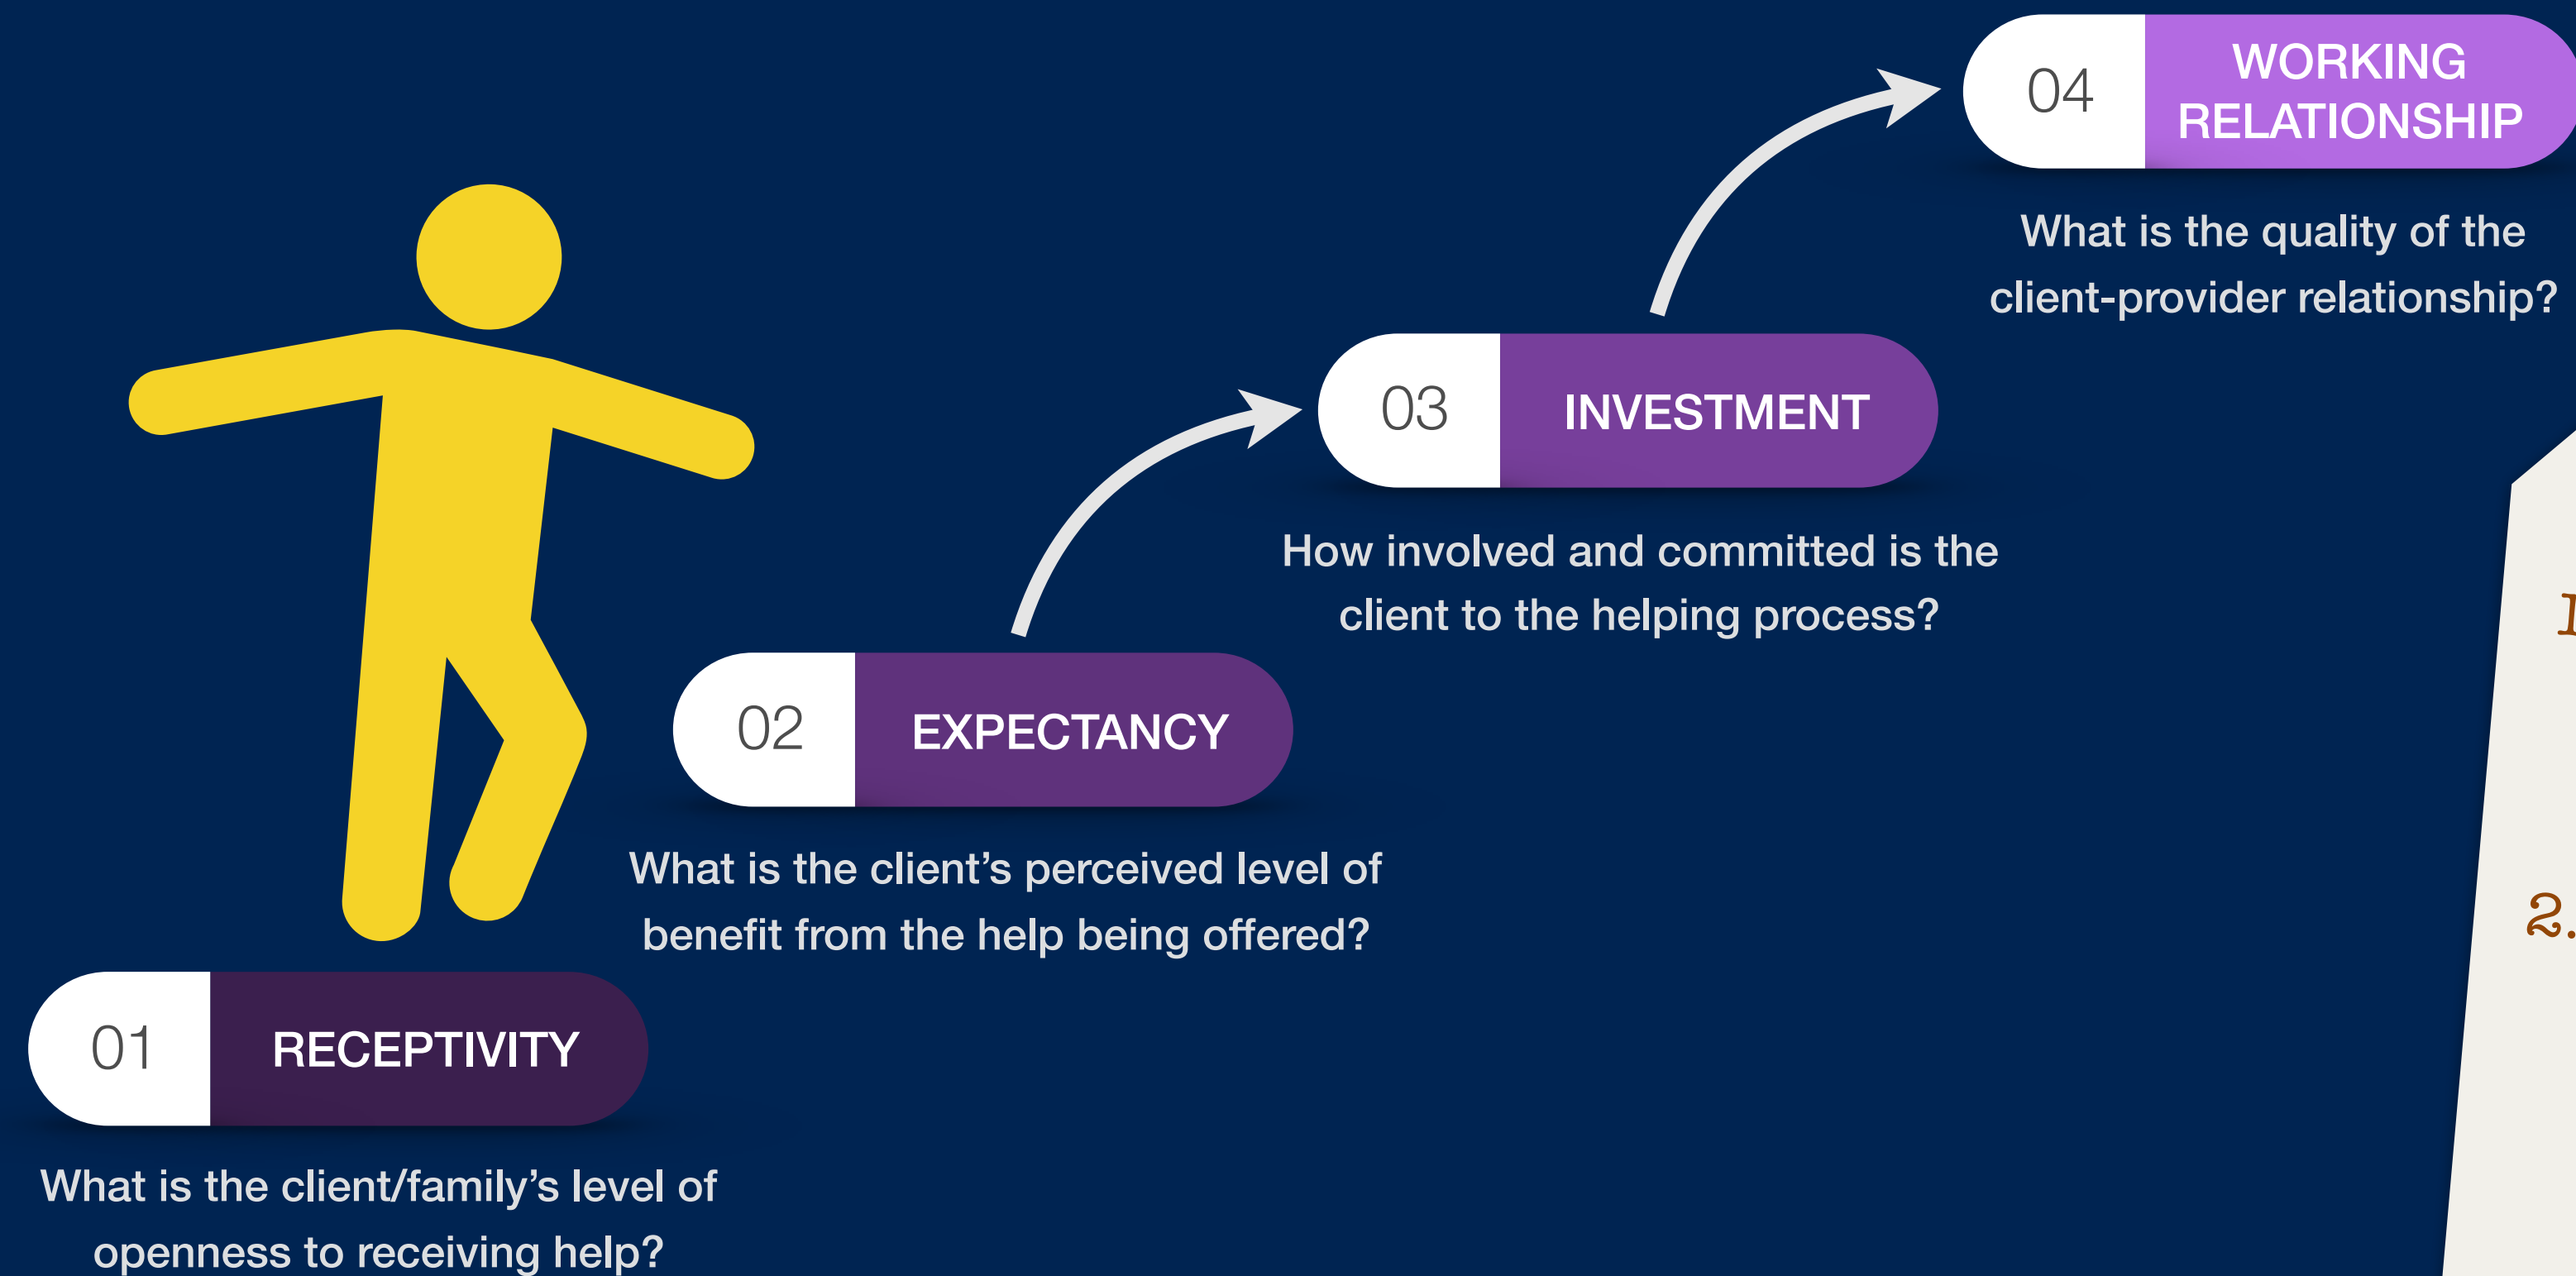 01
RECEPTIVITY
What is the client/family’s level of
openness to receiving help?
02
EXPECTANCY
What is the client’s perceived level of
benefit from the help being offered?
03
INVESTMENT
How involved and committed is the
client to the helping process?
04
WORKING
RELATIONSHIP
What is the quality of the
client-provider relationship?
2.